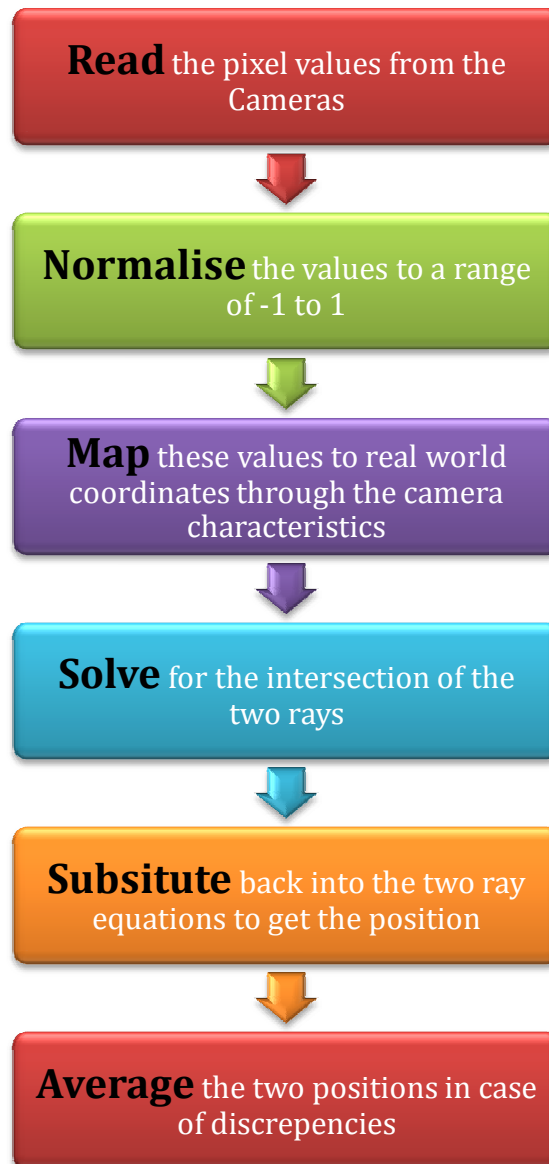 Read the pixel values from the
Cameras
Normalise the values to a range
of -1 to 1
Map these values to real world
coordinates through the camera
characteristics
Solve for the intersection of the
two rays
Subsitute back into the two ray
equations to get the position
Average the two positions in case
of discrepencies